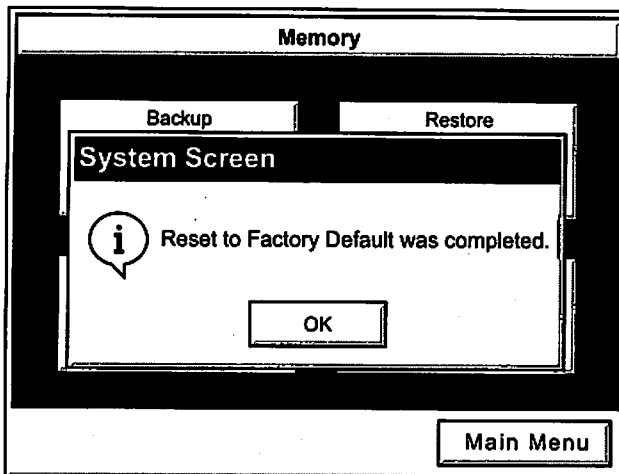 Memory
Backup
Restore
System Screen
i
Reset to Factory Default was completed.
OK
Main Menu